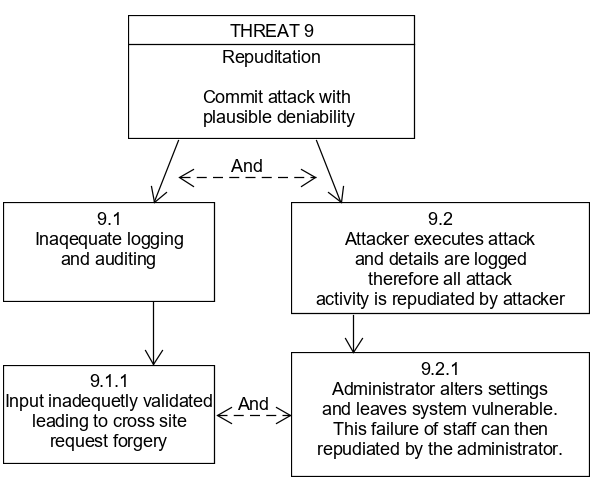 THREAT 9
Repuditation
Commit attack with
plausible deniability
And
9.1
Inaqequate logging
and auditing
9.2
Attacker executes attack
and details are logged
therefore all attack
activity is repudiated by attacker
9.1.1
Input inadequetly validated
leading to cross site
request forgery
And
9.2.1
Administrator alters settings
and leaves system vulnerable.
This failure of staff can then
repudiated by the administrator.